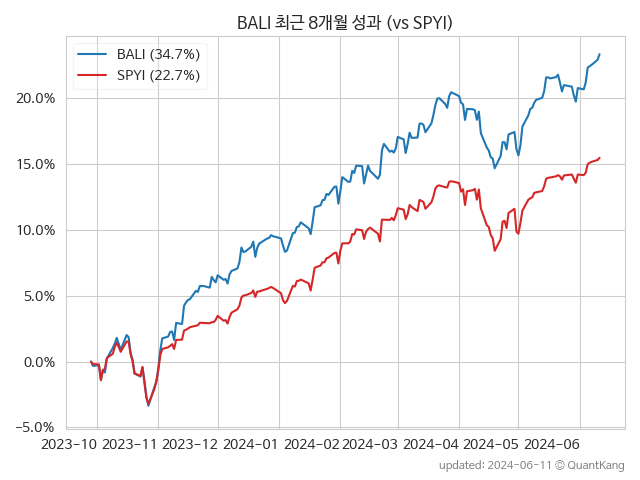 BALI 최근 8개월 성과 (vs SPYI)
BALI (34.7%)
SPYI (22.7%)
20.0%
15.0%
10.0%
5.0%
0.0%
−5.0%
2023−10 2023−11 2023−12 2024−01 2024−02 2024−03 2024−04 2024−05 2024−06
updated: 2024-06-11 © QuantKang